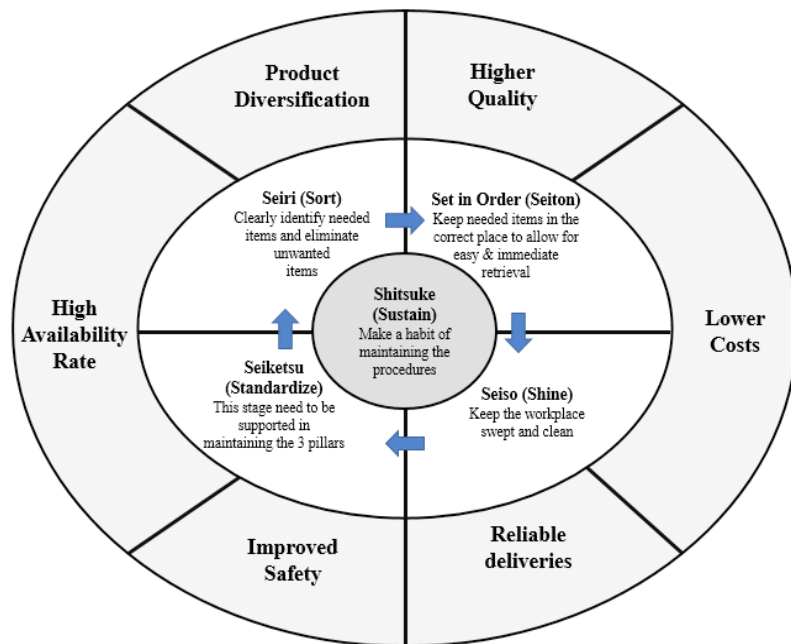 Product
Diversification
Higher
Quality
Seiri (Sort)
Clearly identify needed
items and eliminate
unwanted
items
Set in Order (Seiton)
Keep needed items in the
correct place to allow for
easy & immediate
retrieval
High
Availability
Rate
Shitsuke
(Sustain)
Make a habit of
maintaining the
procedures
Lower
Costs
Seiketsu
(Standardize)
This stage need to be
supported in
maintaining the 3 pillars
Seiso (Shine)
Keep the workplace
swept and clean
Improved
Safety
Reliable
deliveries